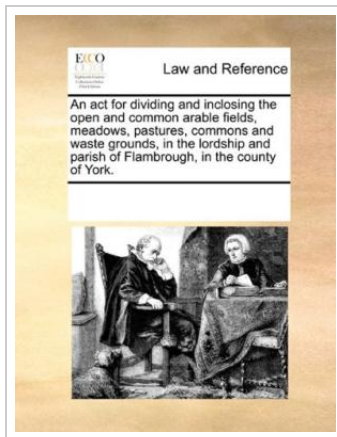 ECCO
Law and Reference
An act for dividing and inclosing the
open and common arable fields,
meadows, pastures, commons and
waste grounds, in the lordship and
parish of Flambrough, in the county
of York.